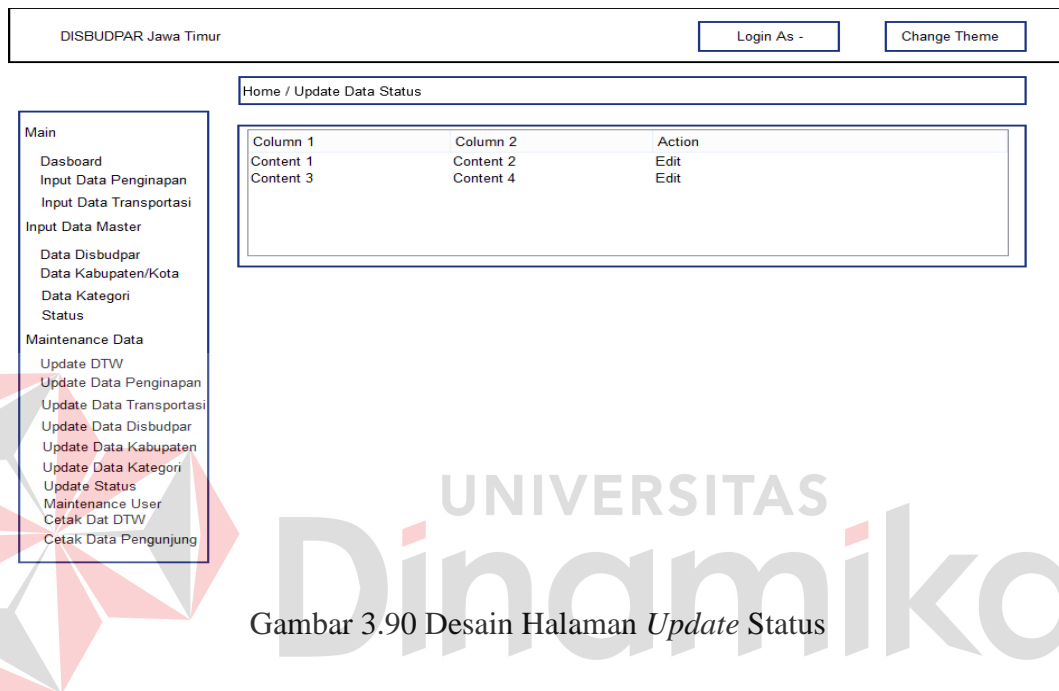 DISBUDPAR Jawa Timur
Login As -
Change Theme
Home / Update Data Status
Main
Dasboard
Input Data Penginapan
Input Data Transportasi
Input Data Master
Data Disbudpar
Data Kabupaten/Kota
Data Kategori
Status
Maintenance Data
Update DTW
Update Data Penginapan
Update Data Transportasi
Update Data Disbudpar
Update Data Kabupaten
Update Data Kategori
Update Status
Maintenance User
Cetak Dat DTW
Cetak Data Pengunjung
Column 1 Column 2 Action
Content 1 Content 2 Edit
Content 3 Content 4 Edit
UNIVERSITAS
Dinamika
Gambar 3.90 Desain Halaman Update Status